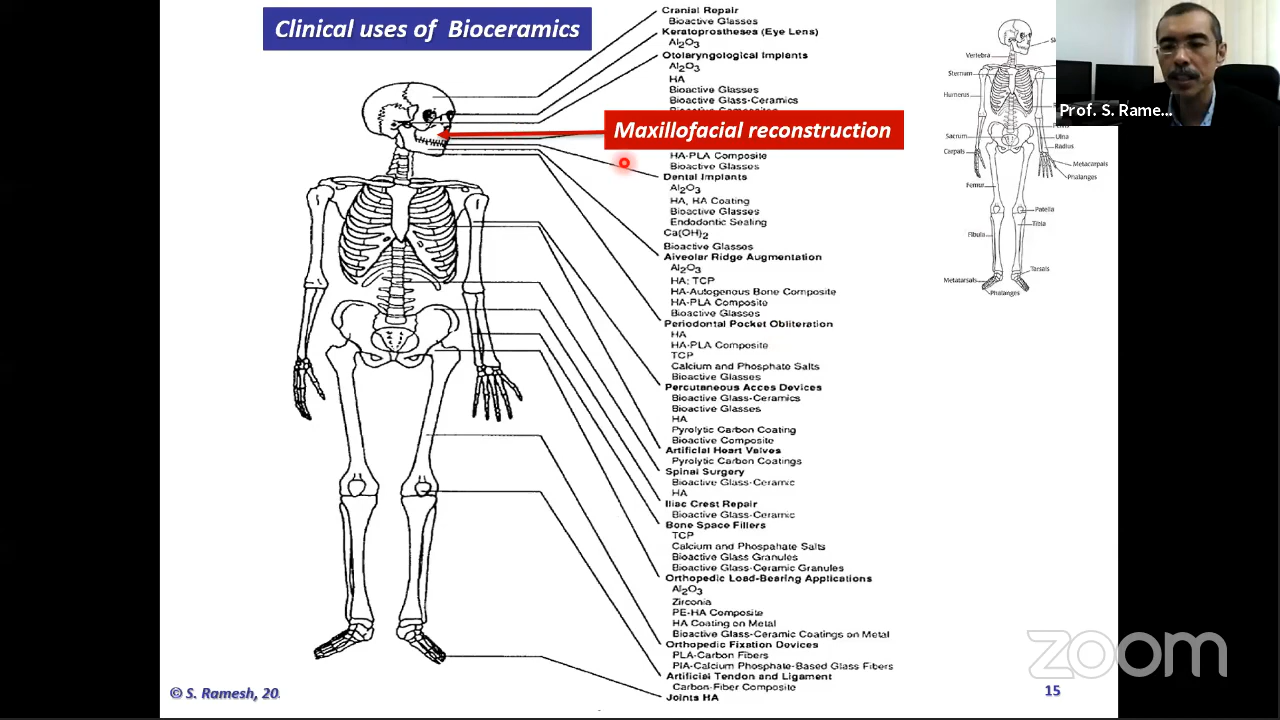 Clinical uses of Bioceramics
Cranial Repair
Bioactive Glasses
Keratoprostheses (Eye Lens)
Al2O3
Otolaryngological Implants
Al2O3
HA
Bioactive Glasses
Bioactive Glass-Ceramics
Maxillofacial reconstruction
HA-PLA Composite
Bioactive Glasses
Dental Implants
Al2O3
HA, HA Coating
Bioactive Glasses
Endodontic Sealing
Ca(OH)2
Bioactive Glasses
Alveolar Ridge Augmentation
Al2O3
HA; TCP
HA-Autogenous Bone Composite
HA-PLA Composite
Bioactive Glasses
Periodontal Pocket Obliteration
HA
HA-PLA Composite
TCP
Calcium and Phosphate Salts
Bioactive Glasses
Percutaneous Acces Devices
Bioactive Glass-Ceramics
Bioactive Glasses
HA
Pyrolytic Carbon Coating
Bioactive Composite
Artificial Heart Valves
Pyrolytic Carbon Coatings
Spinal Surgery
Bioactive Glass-Ceramic
HA
Iliac Crest Repair
Bioactive Glass-Ceramic
Bone Space Fillers
TCP
Calcium and Phospahate Salts
Bioactive Glass Granules
Bioactive Glass-Ceramic Granules
Orthopedic Load-Bearing Applications
Al2O3
Zirconia
PE-HA Composite
HA Coating on Metal
Bioactive Glass-Ceramic Coatings on Metal
Orthopedic Fixation Devices
PLA-Carbon Fibers
PIA-Calcium Phosphate-Based Glass Fibers
Artificial Tendon and Ligament
Carbon-Fiber Composite
Joints HA
Vertebra
Sternum
Humerus
Sacrum
Carpals
Ulna
Radius
Metacarpals
Phalanges
Femur
Patella
Tibia
Fibula
Tarsals
Metatarsals
Phalanges
Prof. S. Rame...
© S. Ramesh, 20
15
zoom